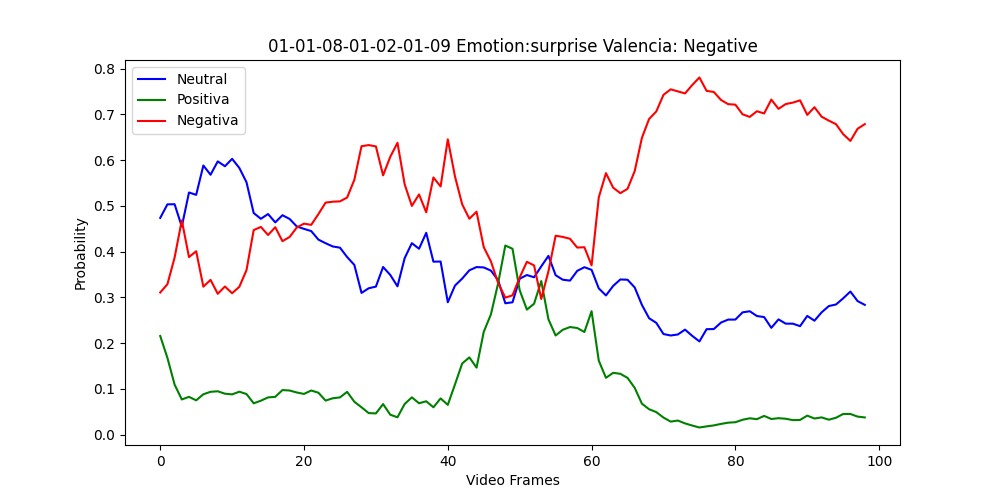 01-01-08-01-02-01-09 Emotion:surprise Valencia: Negative
Neutral
Positiva
Negativa
Probability
0.8
0.7
0.6
0.5
0.4
0.3
0.2
0.1
0.0
0
20
40
60
80
100
Video Frames